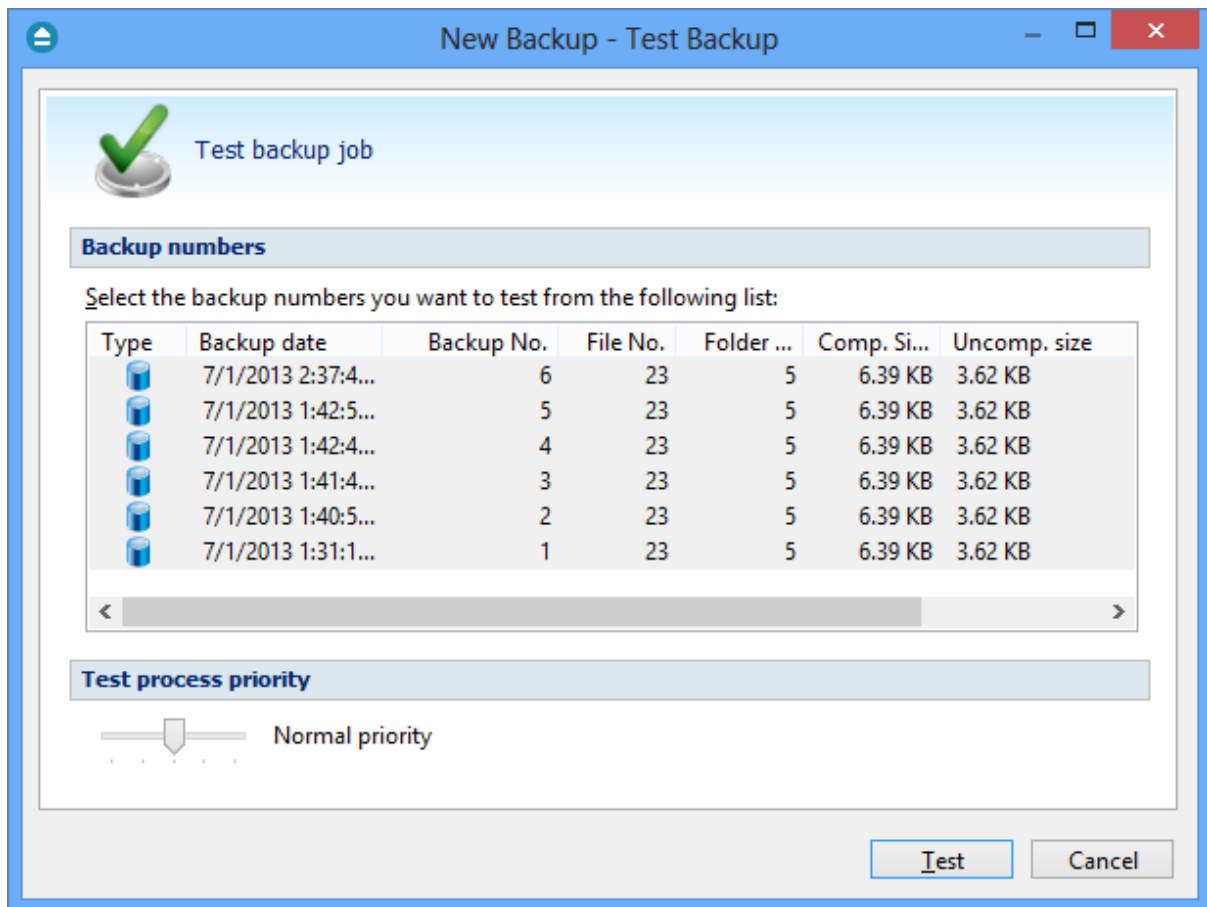 New Backup - Test Backup
Test backup job
Backup numbers
Select the backup numbers you want to test from the following list:
Type Backup date Backup No. File No. Folder ... Comp. Si... Uncomp. size
7/1/2013 2:37:4... 6 23 5 6.39 KB 3.62 KB
7/1/2013 1:42:5... 5 23 5 6.39 KB 3.62 KB
7/1/2013 1:42:4... 4 23 5 6.39 KB 3.62 KB
7/1/2013 1:41:4... 3 23 5 6.39 KB 3.62 KB
7/1/2013 1:40:5... 2 23 5 6.39 KB 3.62 KB
7/1/2013 1:31:1... 1 23 5 6.39 KB 3.62 KB
Test process priority
Normal priority
Test Cancel